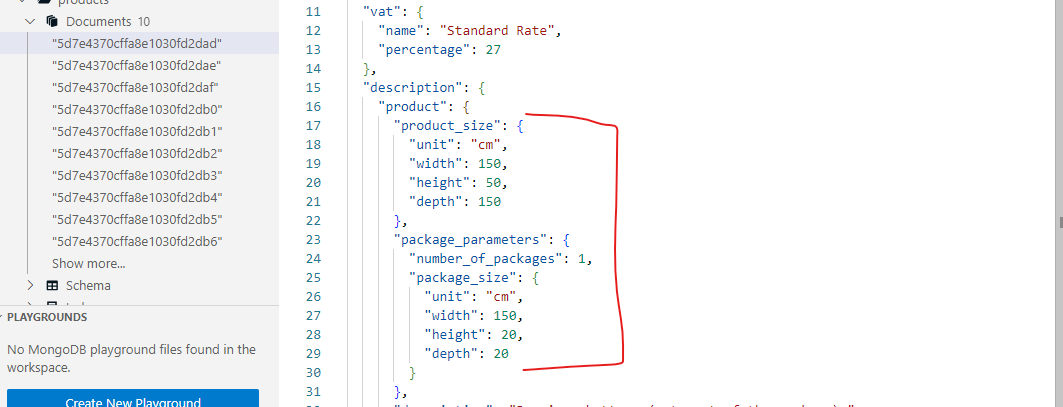 products
Documents 10
"5d7e4370cffa8e1030fd2dad"
"5d7e4370cffa8e1030fd2dae"
"5d7e4370cffa8e1030fd2daf"
"5d7e4370cffa8e1030fd2db0"
"5d7e4370cffa8e1030fd2db1"
"5d7e4370cffa8e1030fd2db2"
"5d7e4370cffa8e1030fd2db3"
"5d7e4370cffa8e1030fd2db4"
"5d7e4370cffa8e1030fd2db5"
"5d7e4370cffa8e1030fd2db6"
Show more...
Schema
PLAYGROUNDS
No MongoDB playground files found in the
workspace.
Create New Playground
11 "vat": {
12 "name": "Standard Rate",
13 "percentage": 27
14 },
15 "description": {
16 "product": {
17 "product_size": {
18 "unit": "cm",
19 "width": 150,
20 "height": 50,
21 "depth": 150
22 },
23 "package_parameters": {
24 "number_of_packages": 1,
25 "package_size": {
26 "unit": "cm",
27 "width": 150,
28 "height": 20,
29 "depth": 20
30 }
31 },